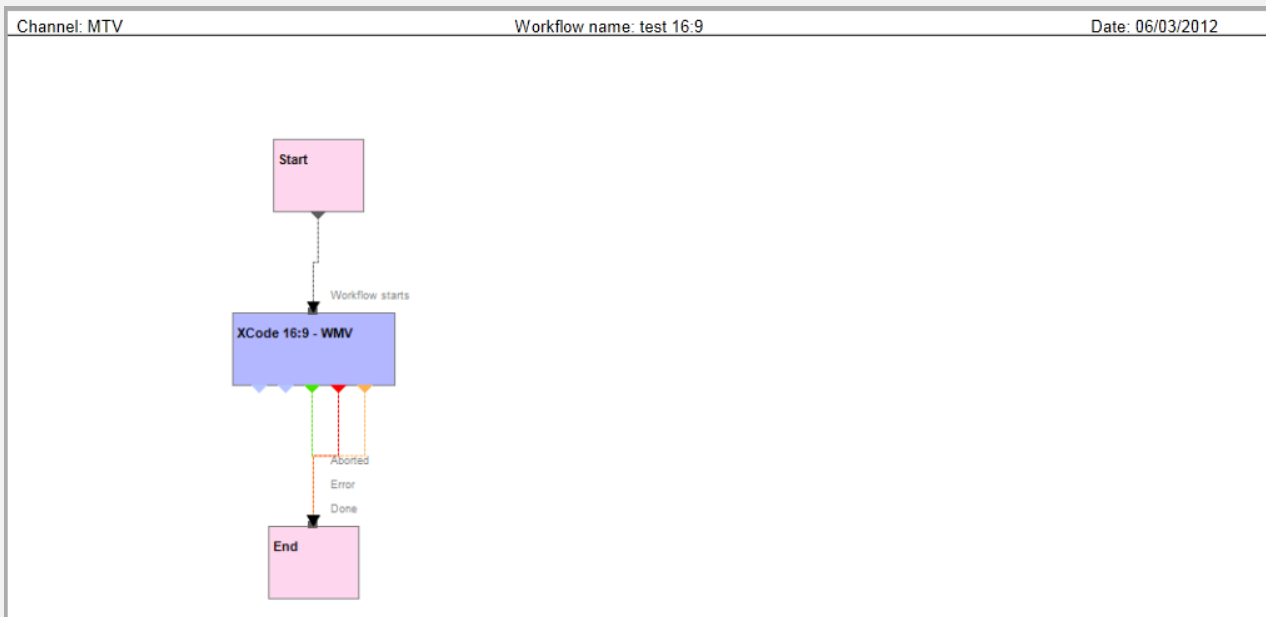 Channel: MTV
Workflow name: test 16:9
Date: 06/03/2012
Start
Workflow starts
XCode 16:9 - WMV
Aborted
Error
Done
End